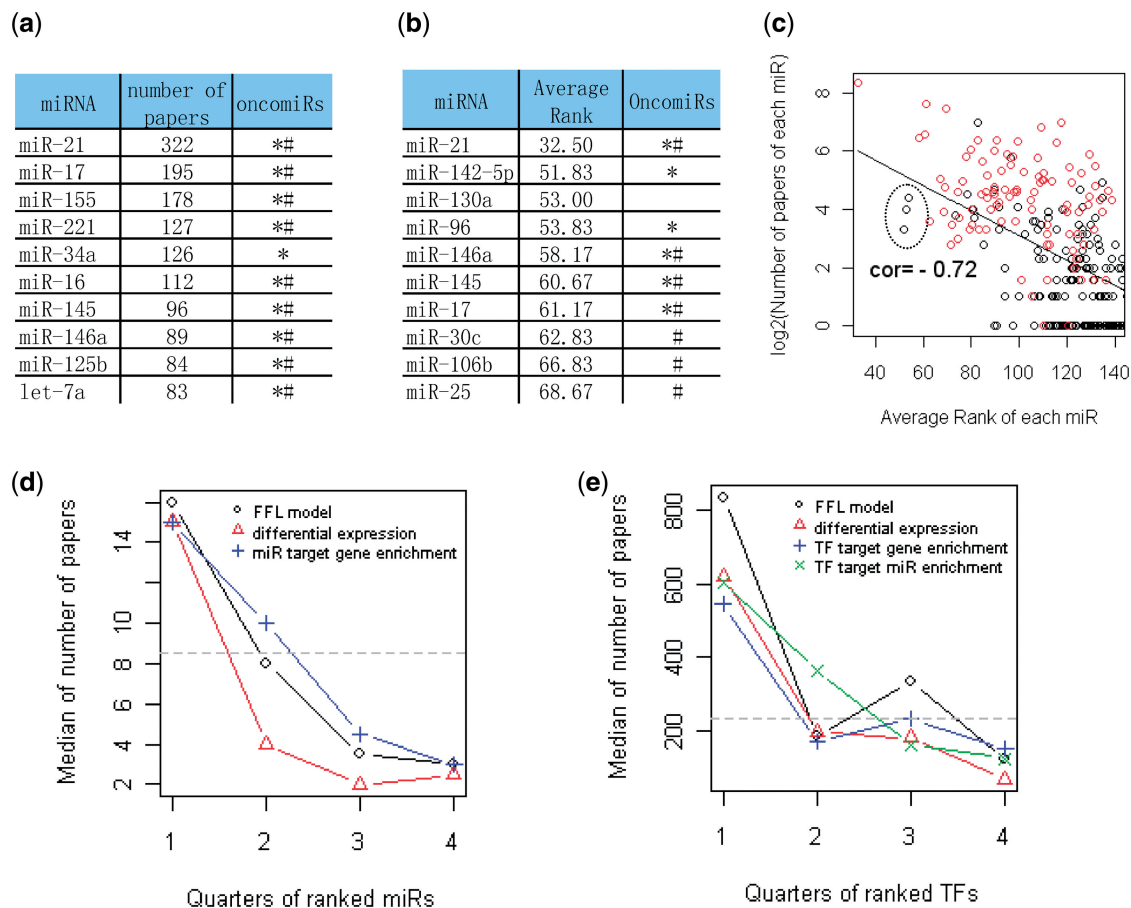 (a)
miRNA number of papers oncomiRs
miR-21 322 *#
miR-17 195 *#
miR-155 178 *#
miR-221 127 *#
miR-34a 126 *
miR-16 112 *#
miR-145 96 *#
miR-146a 89 *#
miR-125b 84 *#
let-7a 83 *#
(b)
miRNA Average Rank OncomiRs
miR-21 32.50 *#
miR-142-5p 51.83 *
miR-130a 53.00
miR-96 53.83 *
miR-146a 58.17 *#
miR-145 60.67 *#
miR-17 61.17 *#
miR-30c 62.83 #
miR-106b 66.83 #
miR-25 68.67 #
(c)
log2(Number of papers of each miR)
8
6
4
2
0
cor= - 0.72
40 60 80 100 120 140
Average Rank of each miR
(d)
Median of number of papers
14
10
8
6
4
2
FFL model
differential expression
miR target gene enrichment
1 2 3 4
Quarters of ranked miRs
(e)
Median of number of papers
800
600
400
200
FFL model
differential expression
TF target gene enrichment
TF target miR enrichment
1 2 3 4
Quarters of ranked TFs